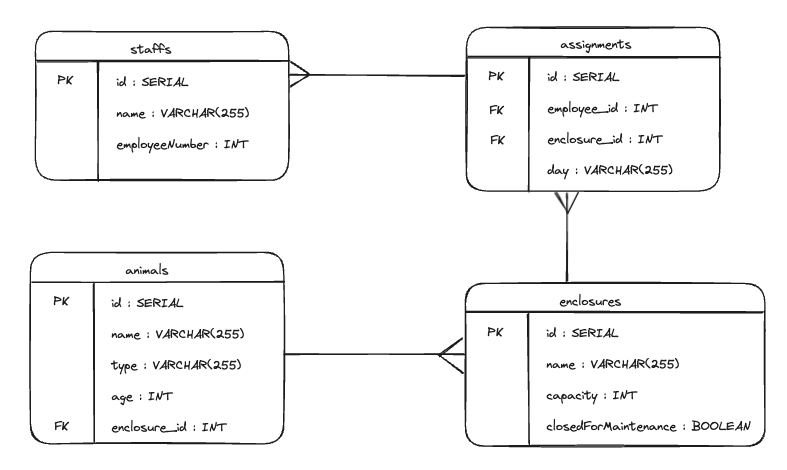 staffs
PK id : SERIAL
name : VARCHAR(255)
employeeNumber : INT
assignments
PK id : SERIAL
FK employee_id : INT
FK enclosure_id : INT
day : VARCHAR(255)
animals
PK id : SERIAL
name : VARCHAR(255)
type : VARCHAR(255)
age : INT
FK enclosure_id : INT
enclosures
PK id : SERIAL
name : VARCHAR(255)
capacity : INT
closedForMaintenance : BOOLEAN